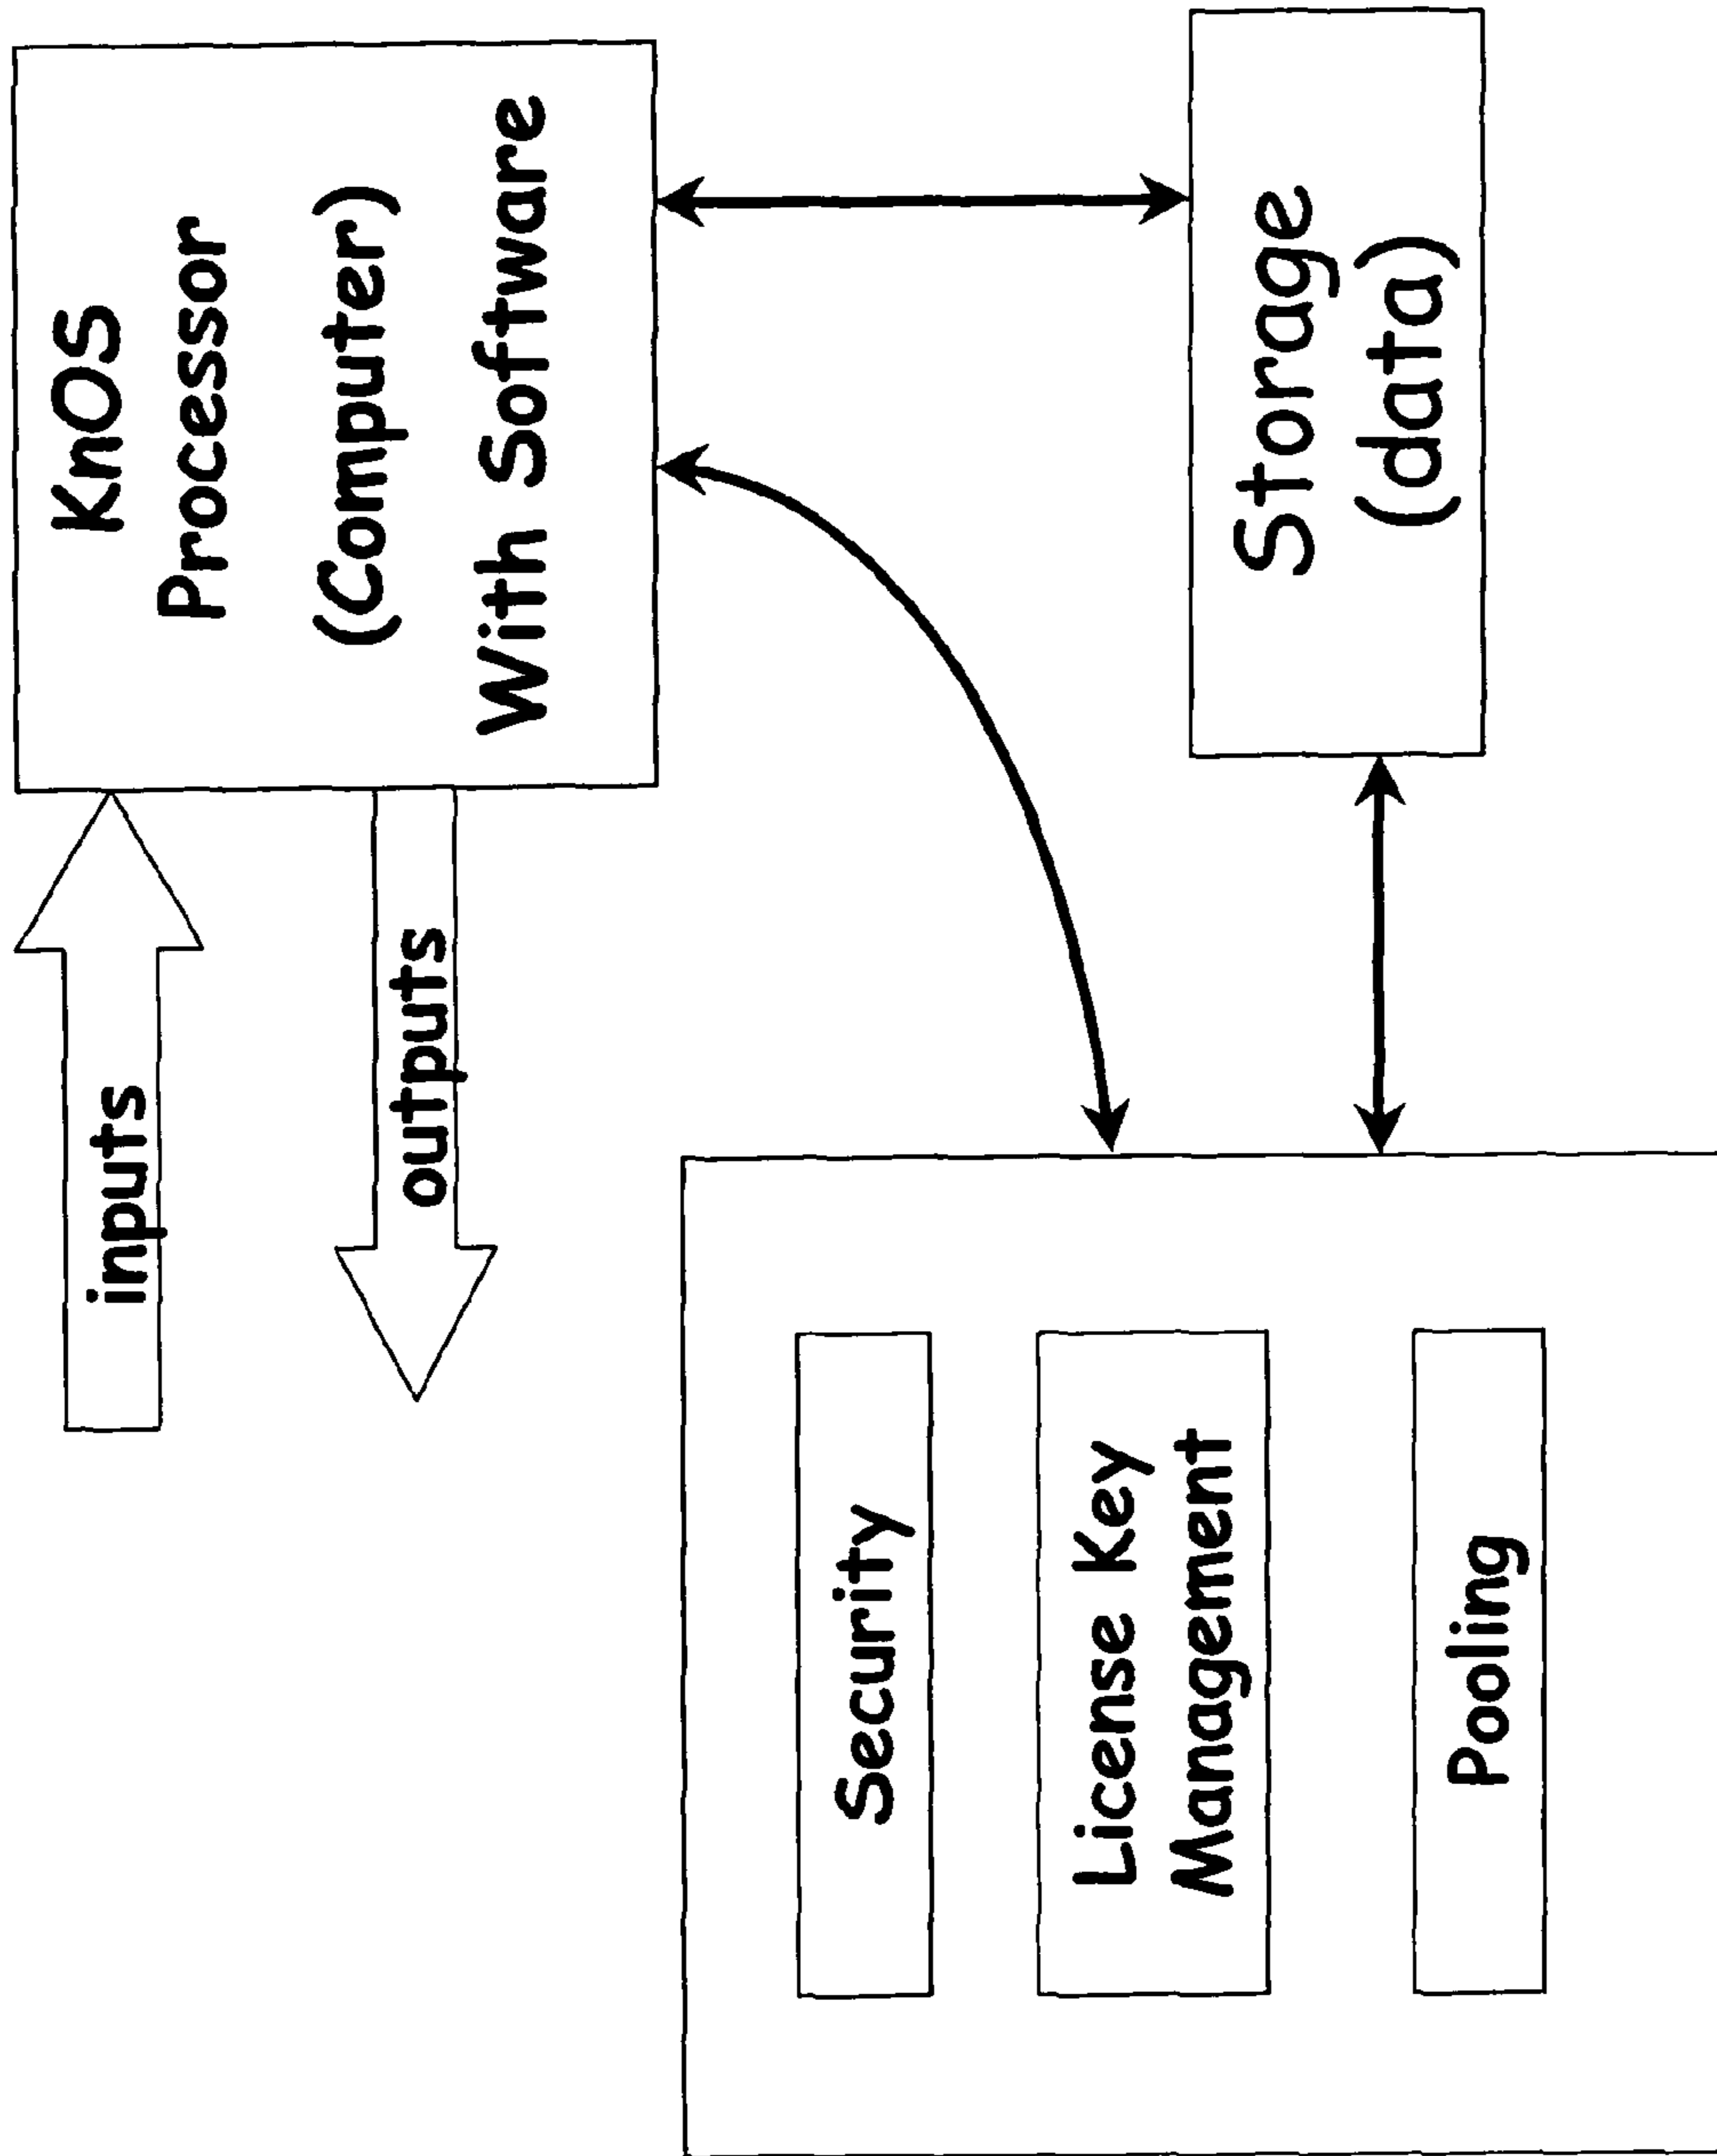 inputs
outputs
KnOS
Processor
(Computer)
With Software
Security
License Key
Management
Pooling
Storage
(data)